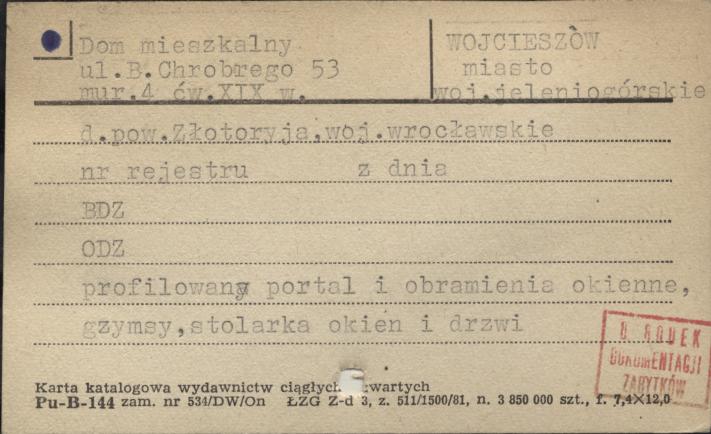 Dom mieszkalny
ul.B.Chrobrego 53
mur.4 ćw.XIX w.
WOJCIESZÓW
miasto
woj.jeleniogórskie
d.pow.Złotoryja,woj.wrocławskie
nr rejestru z dnia
BDZ
ODZ
profilowany portal i obramienia okienne,
gzymsy,stolarka okien i drzwi
DOKUMENTACJI
ZABYTKÓW
Karta katalogowa wydawnictw ciągłych
Pu-B-144 zam. nr 534/DW/On ŁZG Z-d 3, z. 511/1500/81, n. 3 850 000 szt., f. 7,4×12,0